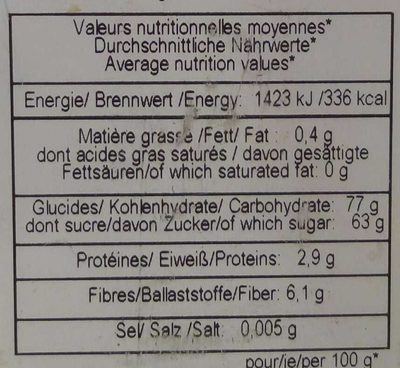 Valeurs nutritionnelles moyennes*
Durchschnittliche Nährwerte*
Average nutrition values*
Energie/ Brennwert /Energy: 1423 kJ /336 kcal
Matière grasse /Fett/ Fat : 0,4 g
dont acides gras saturés / davon gesättigte
Fettsäuren/of which saturated fat: 0 g
Glucides/ Kohlenhydrate/ Carbohydrate: 77 g
dont sucre/davon Zucker/of which sugar: 63 g
Protéines/ Eiweiß/Proteins: 2,9 g
Fibres/Ballaststoffe/Fiber: 6,1 g
Sel/ Salz /Salt: 0,005 g
pour/je/per 100 g*